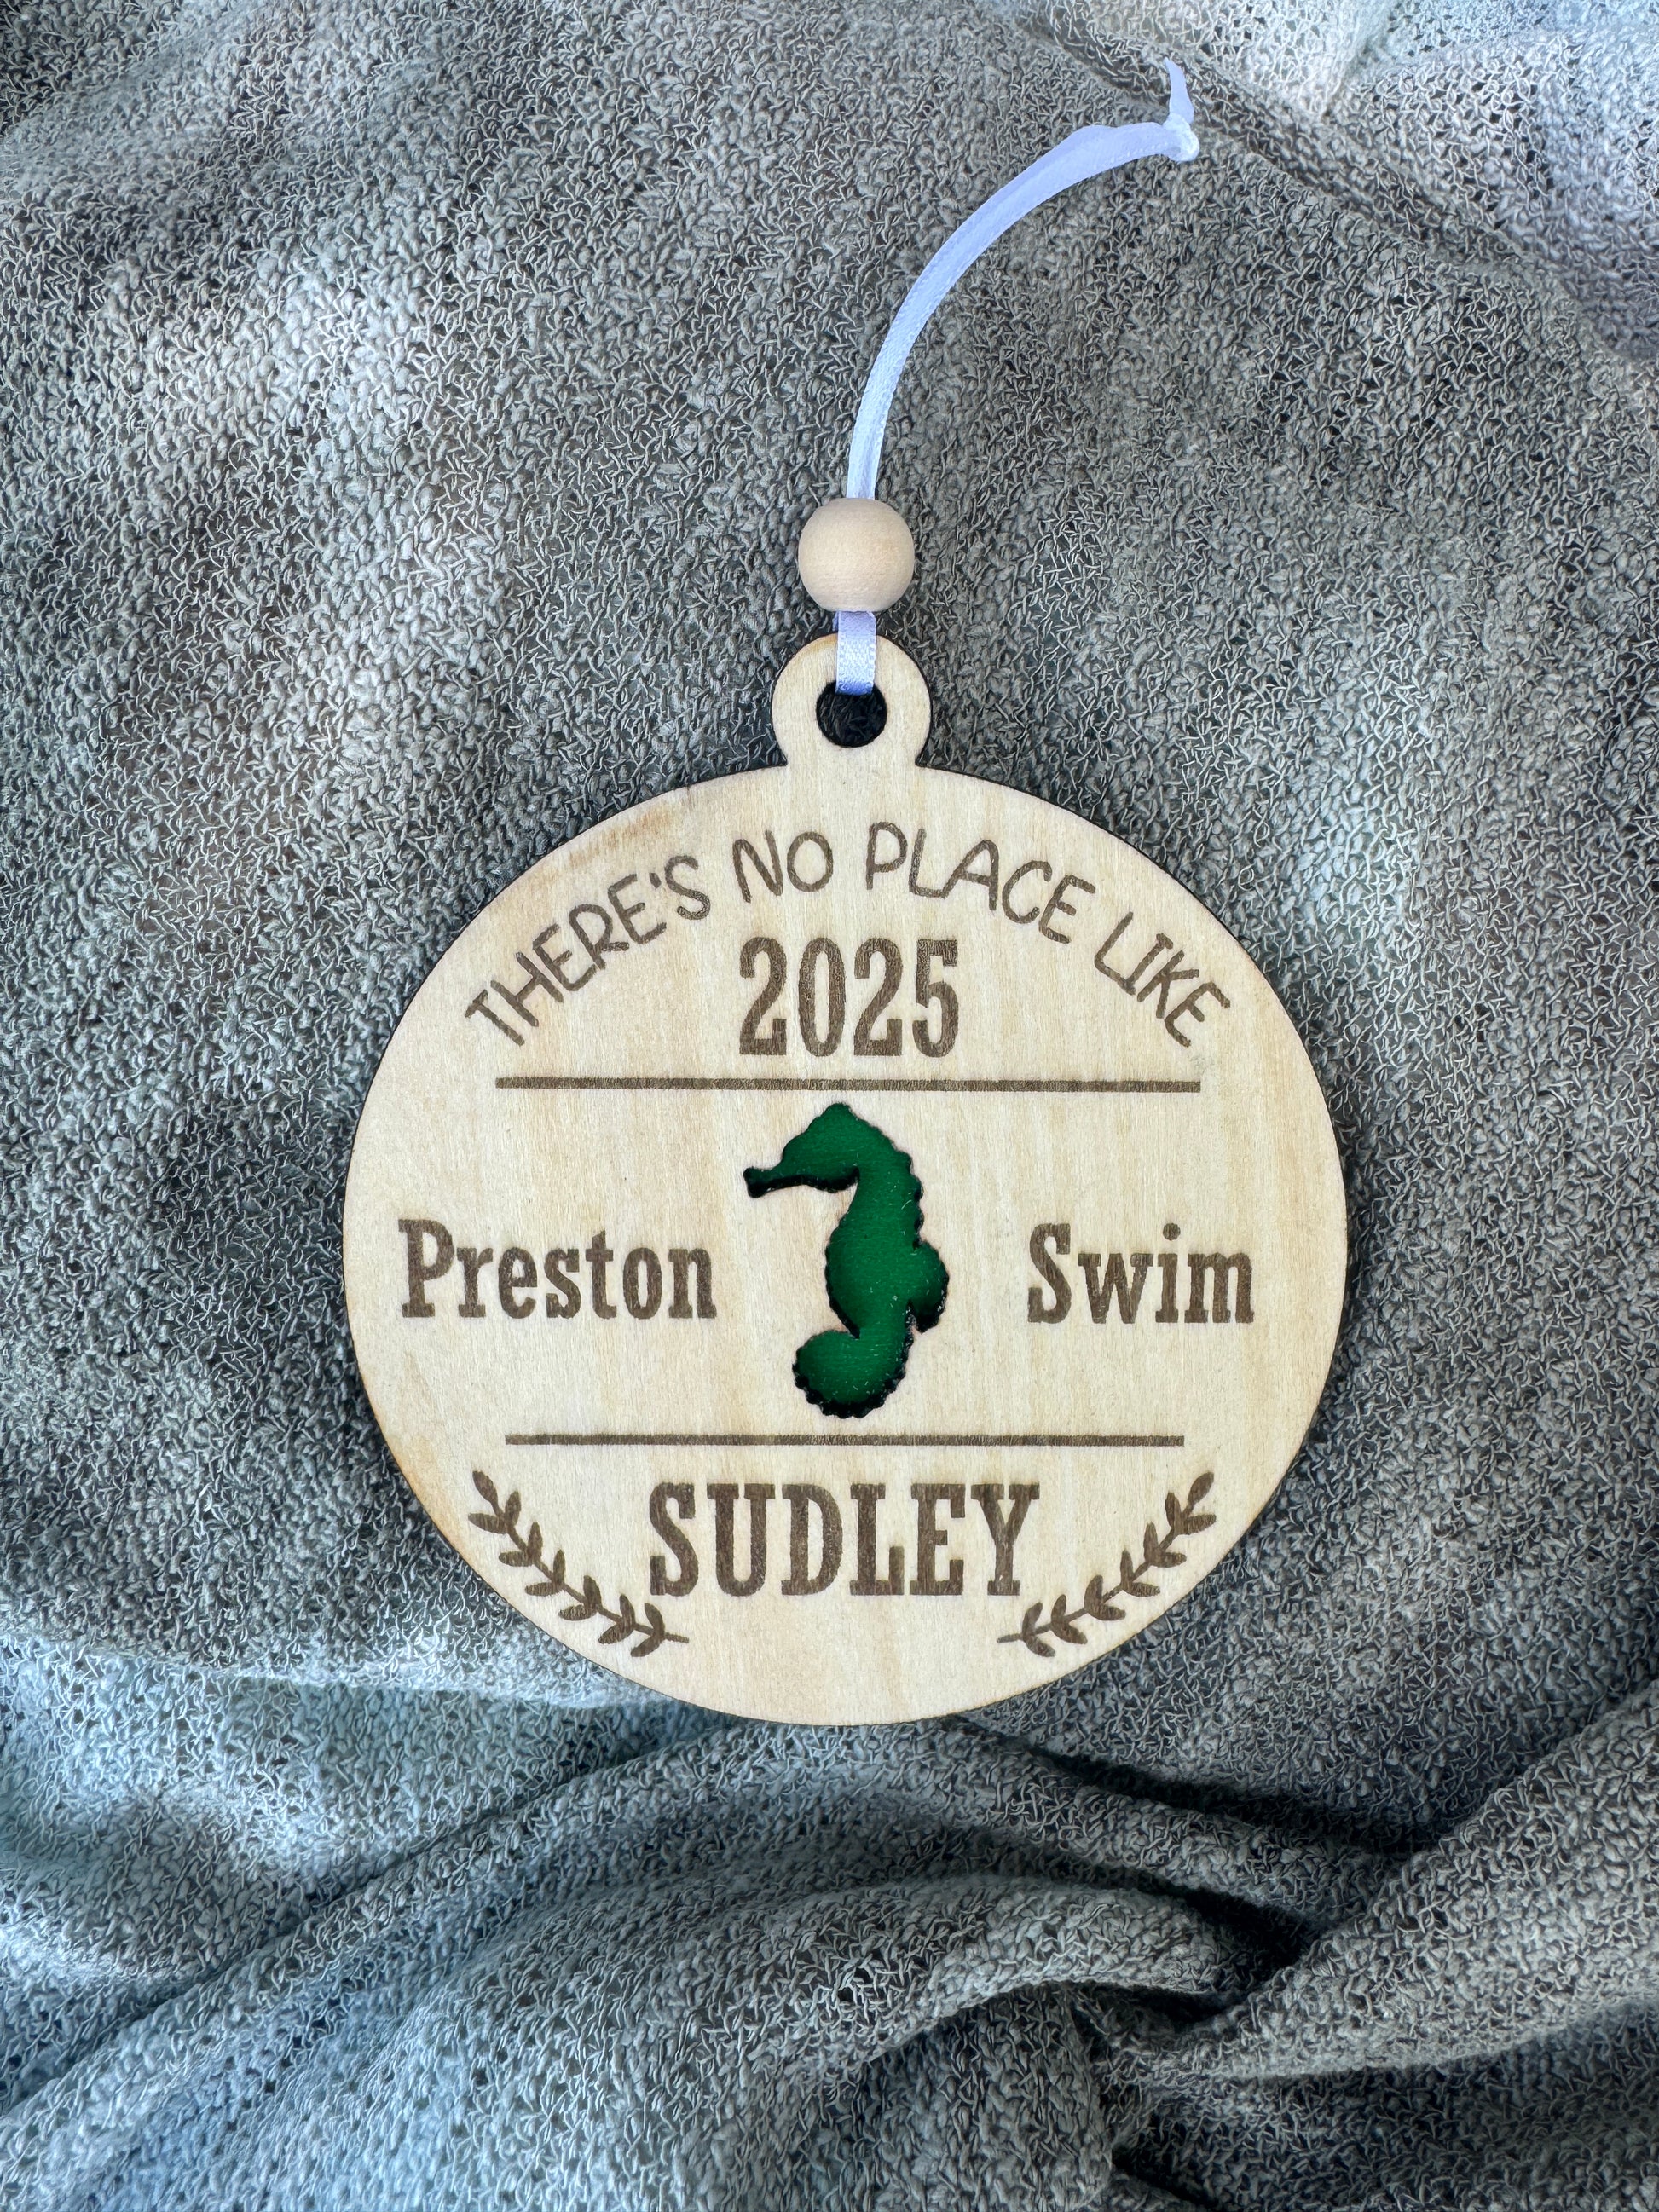 THERE'S NO PLACE LIKE
2025
Preston Swim
SUDLEY